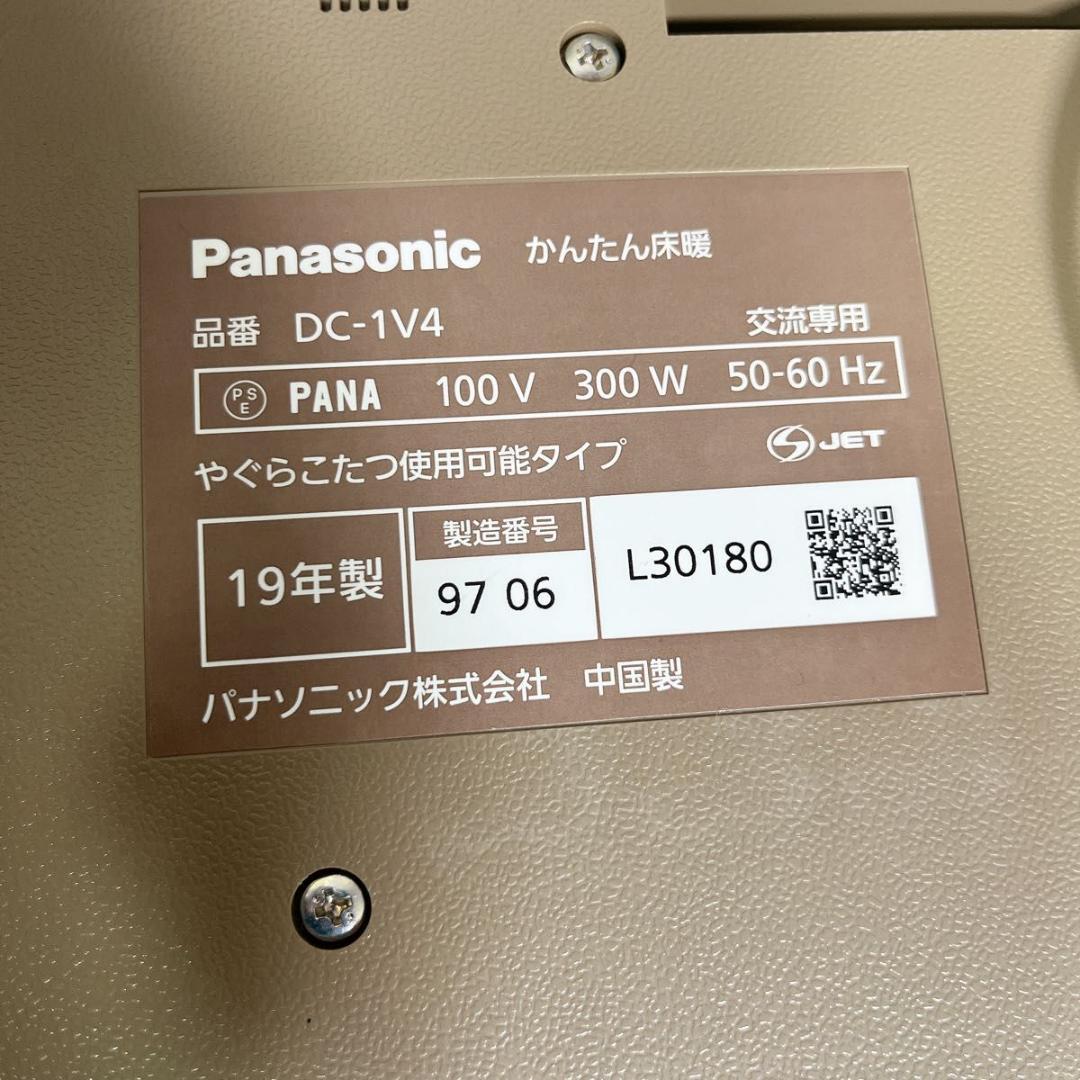 Panasonic かんたん床暖
品番 DC-1V4 交流専用
PSE PANA 100 V 300 W 50-60 Hz
やぐらこたつ使用可能タイプ S JET
19年製 製造番号 97 06 L30180
パナソニック株式会社 中国製